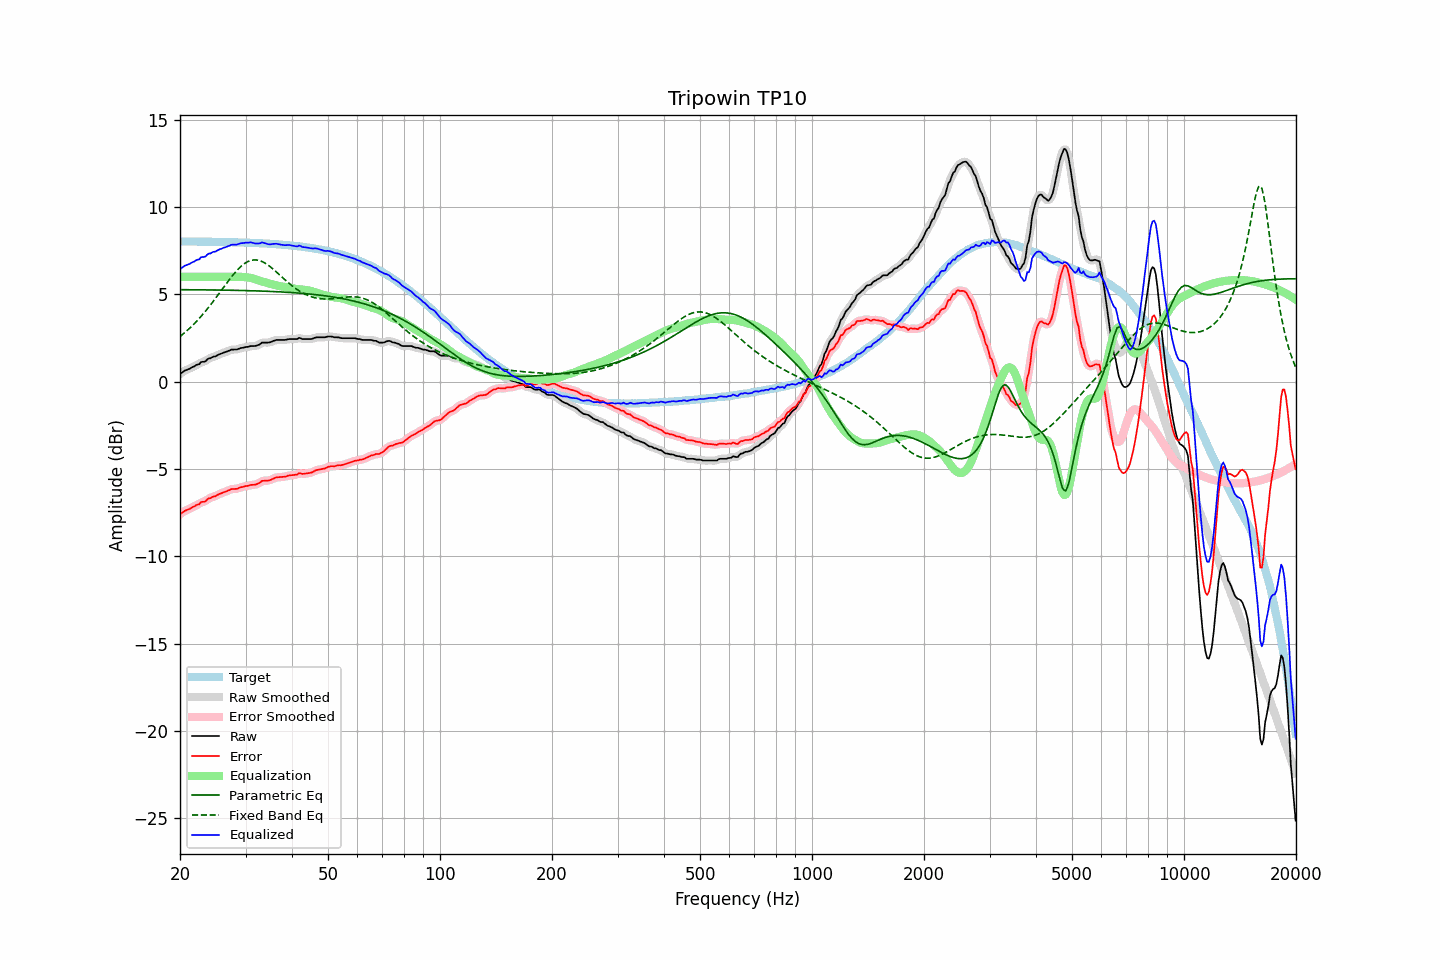 Tripowin TP10
15
10
5
0
−5
−10
−15
−20
−25
Amplitude (dBr)
Target
Raw Smoothed
Error Smoothed
Raw
Error
Equalization
Parametric Eq
Fixed Band Eq
Equalized
20 50 100 200 500 1000 2000 5000 10000 20000
Frequency (Hz)